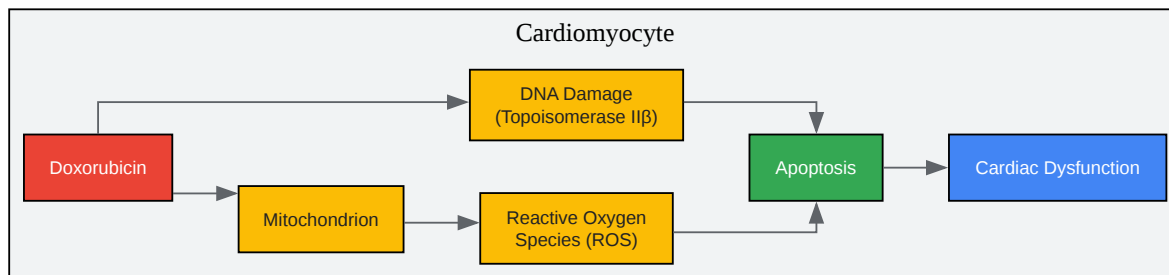 Cardiomyocyte
DNA Damage
(Topoisomerase IIβ)
Doxorubicin
Apoptosis
Cardiac Dysfunction
Mitochondrion
Reactive Oxygen
Species (ROS)